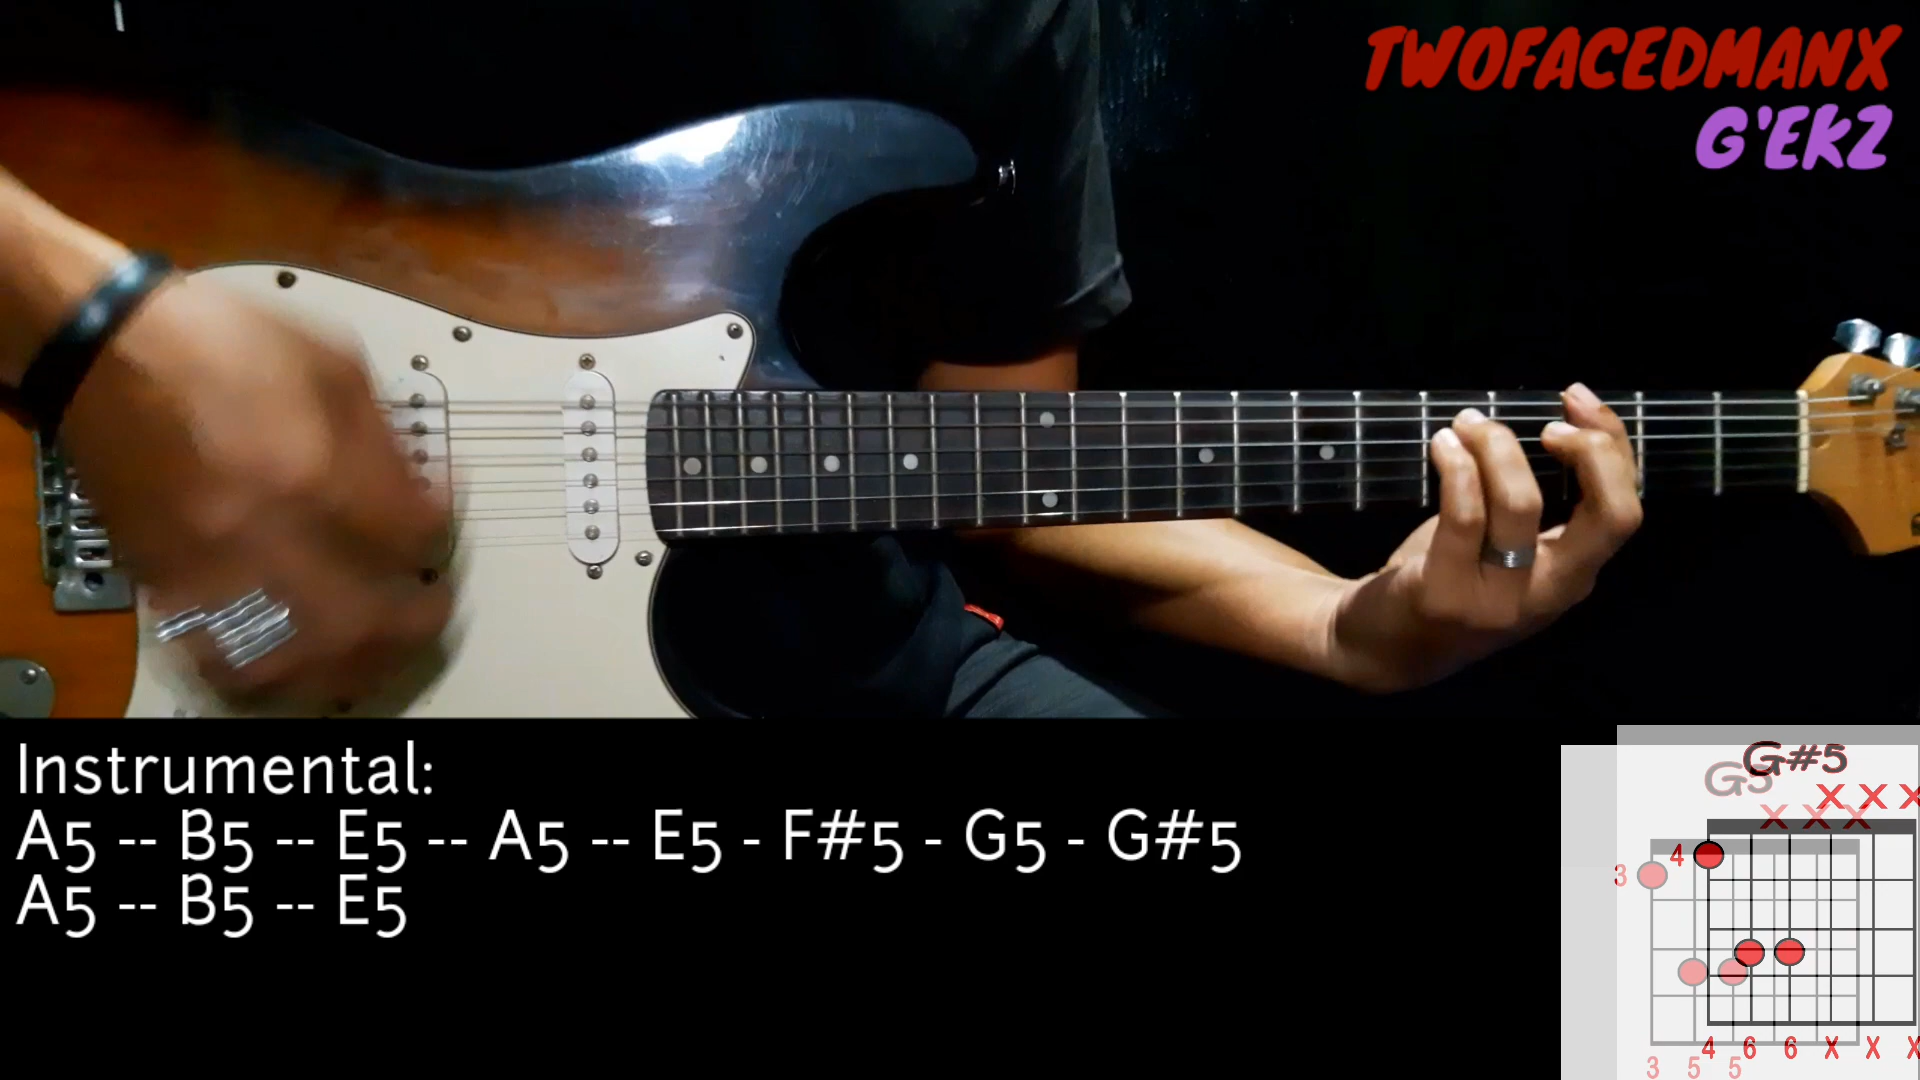 TWOFACEDMANX
G'EKZ
Instrumental:
A5 -- B5 -- E5 -- A5 -- E5 - F#5 - G5 - G#5
A5 -- B5 -- E5
G#5
G5
X X X
X X X
4
3
4 6 6 X X X
3 5 5